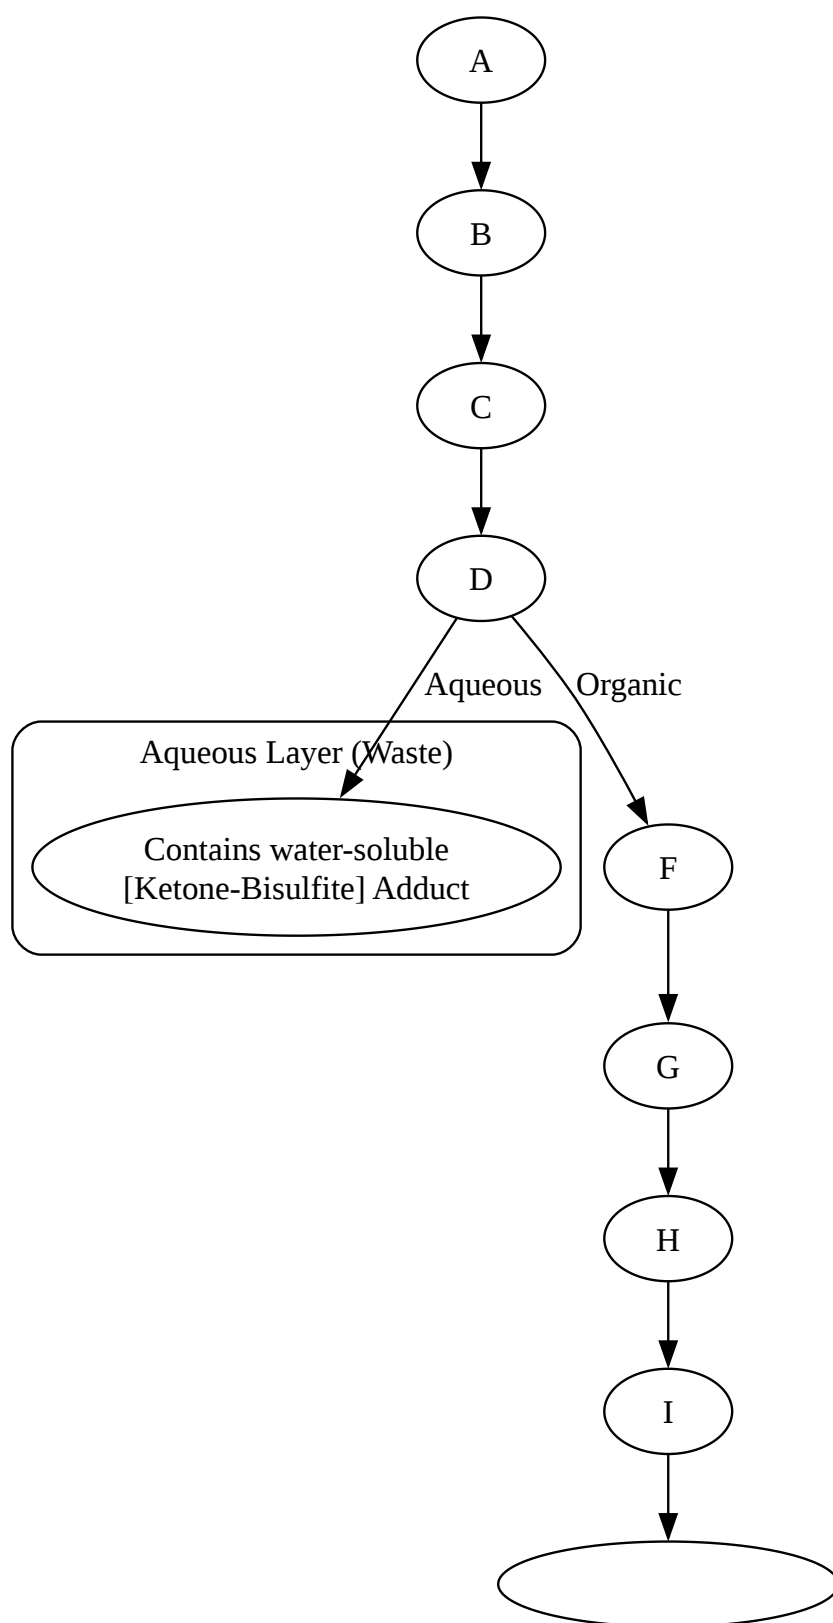 A
B
C
D
Aqueous
Organic
Aqueous Layer (Waste)
Contains water-soluble
[Ketone-Bisulfite] Adduct
F
G
H
I